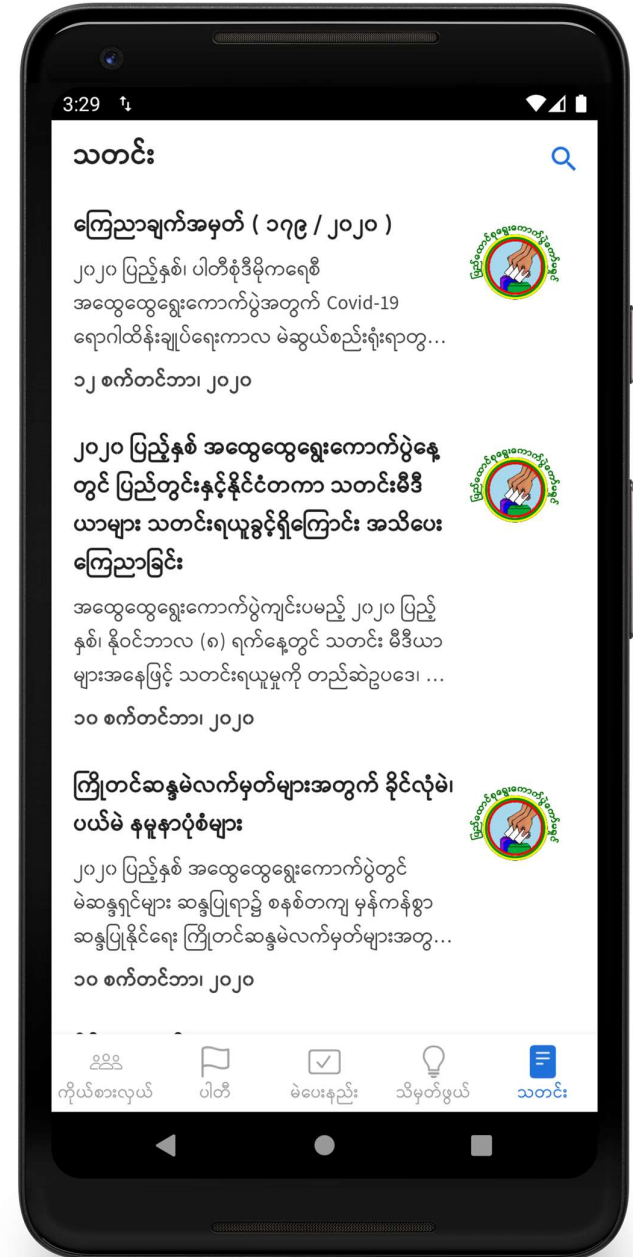 3:29
သတင်း
ကြေညာချက်အမှတ် ( ၁၇၉ / ၂၀၂၀ )
၂၀၂၀ ပြည့်နှစ်၊ ပါတီစုံဒီမိုကရေစီ
အထွေထွေရွေးကောက်ပွဲအတွက် Covid-19
ရောဂါထိန်းချုပ်ရေးကာလ မဲဆွယ်စည်းရုံးရာတွ…
၁၂ စက်တင်ဘာ၊ ၂၀၂၀
၂၀၂၀ ပြည့်နှစ် အထွေထွေရွေးကောက်ပွဲနေ့
တွင် ပြည်တွင်းနှင့်နိုင်ငံတကာ သတင်းမီဒီ
ယာများ သတင်းရယူခွင့်ရှိကြောင်း အသိပေး
ကြေညာခြင်း
အထွေထွေရွေးကောက်ပွဲကျင်းပမည့် ၂၀၂၀ ပြည့်
နှစ်၊ နိုဝင်ဘာလ (၈) ရက်နေ့တွင် သတင်း မီဒီယာ
များအနေဖြင့် သတင်းရယူမှုကို တည်ဆဲဥပဒေ၊ …
၁၀ စက်တင်ဘာ၊ ၂၀၂၀
ကြိုတင်ဆန္ဒမဲလက်မှတ်များအတွက် ခိုင်လုံမဲ၊
ပယ်မဲ နမူနာပုံစံများ
၂၀၂၀ ပြည့်နှစ် အထွေထွေရွေးကောက်ပွဲတွင်
မဲဆန္ဒရှင်များ ဆန္ဒပြုရာ၌ စနစ်တကျ မှန်ကန်စွာ
ဆန္ဒပြုနိုင်ရေး ကြိုတင်ဆန္ဒမဲလက်မှတ်များအတွ…
၁၀ စက်တင်ဘာ၊ ၂၀၂၀
ကိုယ်စားလှယ် ပါတီ မဲပေးနည်း သိမှတ်ဖွယ် သတင်း